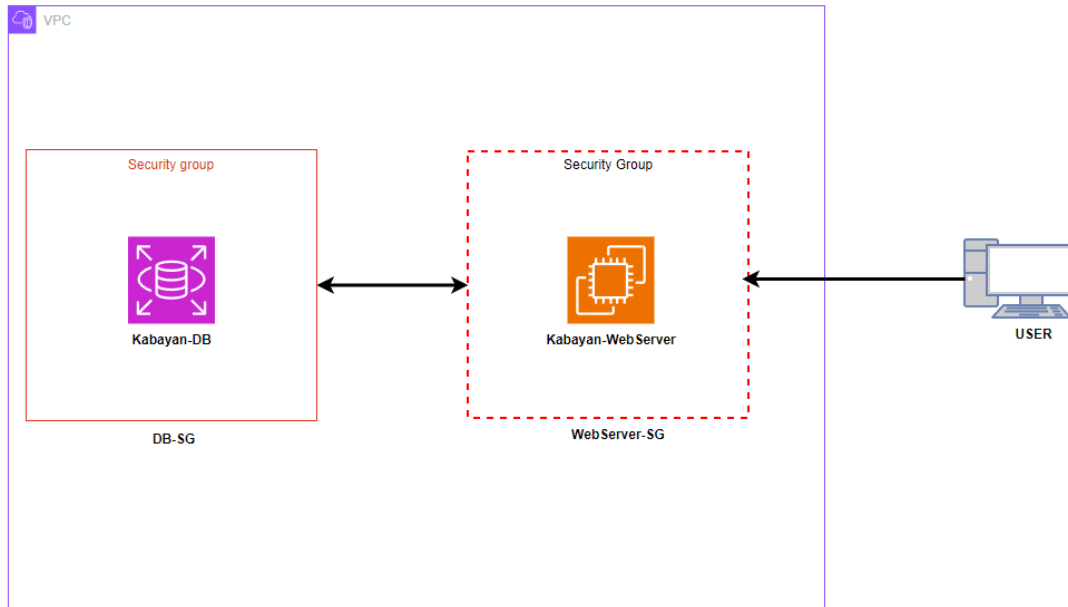 VPC
Security group
Security Group
Kabayan-DB
Kabayan-WebServer
USER
DB-SG
WebServer-SG